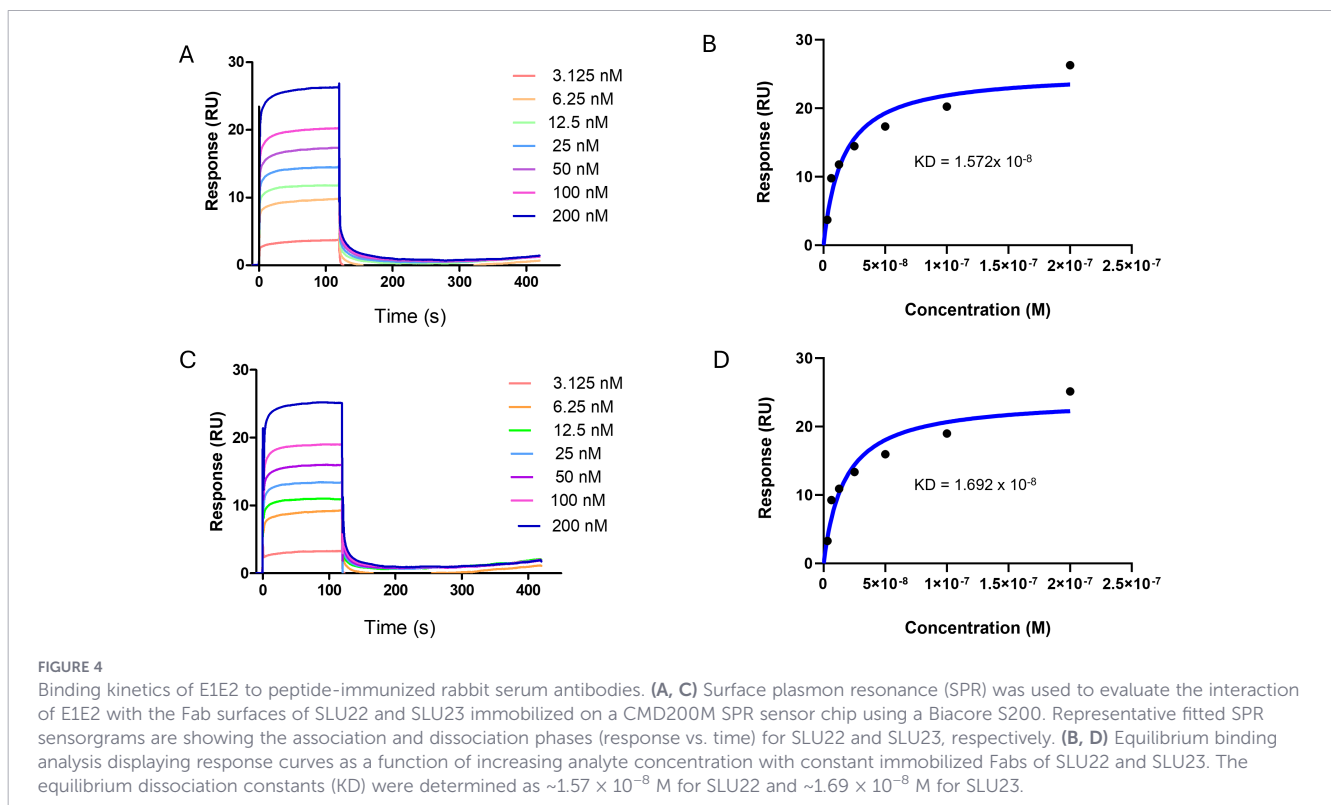 A
Response (RU)
30
20
10
0
0
100
200
300
400
Time (s)
3.125 nM
6.25 nM
12.5 nM
25 nM
50 nM
100 nM
200 nM
B
Response (RU)
30
20
10
0
KD = 1.572x 10⁻⁸
0
5×10⁻⁸
1×10⁻⁷
1.5×10⁻⁷
2×10⁻⁷
2.5×10⁻⁷
Concentration (M)
C
Response (RU)
30
20
10
0
0
100
200
300
400
Time (s)
3.125 nM
6.25 nM
12.5 nM
25 nM
50 nM
100 nM
200 nM
D
Response (RU)
30
20
10
0
KD = 1.692 x 10⁻⁸
0
5×10⁻⁸
1×10⁻⁷
1.5×10⁻⁷
2×10⁻⁷
2.5×10⁻⁷
Concentration (M)
FIGURE 4
Binding kinetics of E1E2 to peptide-immunized rabbit serum antibodies. (A, C) Surface plasmon resonance (SPR) was used to evaluate the interaction
of E1E2 with the Fab surfaces of SLU22 and SLU23 immobilized on a CMD200M SPR sensor chip using a Biacore S200. Representative fitted SPR
sensorgrams are showing the association and dissociation phases (response vs. time) for SLU22 and SLU23, respectively. (B, D) Equilibrium binding
analysis displaying response curves as a function of increasing analyte concentration with constant immobilized Fabs of SLU22 and SLU23. The
equilibrium dissociation constants (KD) were determined as ~1.57 × 10⁻⁸ M for SLU22 and ~1.69 × 10⁻⁸ M for SLU23.